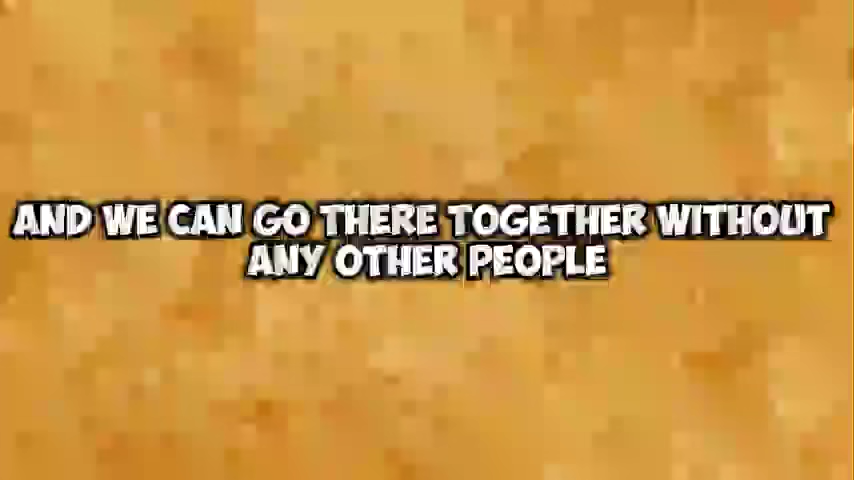 AND WE CAN GO THERE TOGETHER WITHOUT
ANY OTHER PEOPLE